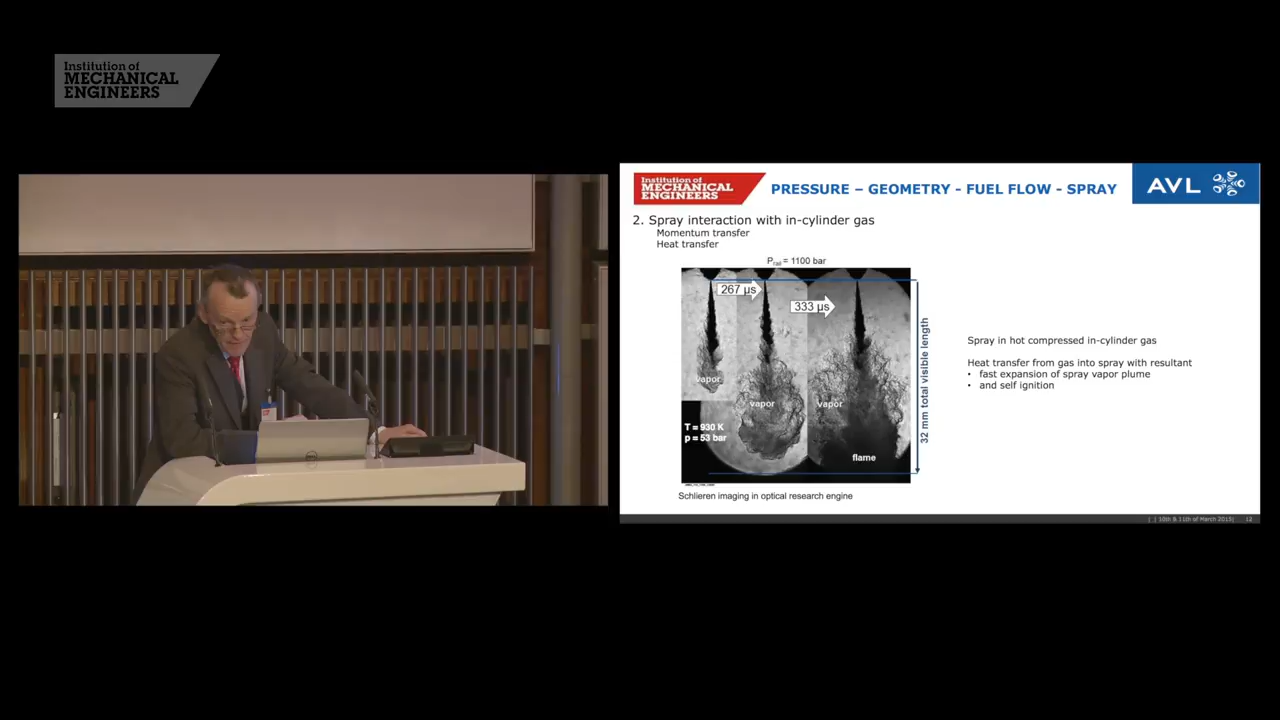 Institution of
MECHANICAL
ENGINEERS
Institution of
MECHANICAL
ENGINEERS
PRESSURE – GEOMETRY - FUEL FLOW - SPRAY
AVL
2. Spray interaction with in-cylinder gas
Momentum transfer
Heat transfer
Prail = 1100 bar
267 µs
333 µs
vapor
vapor
vapor
T = 930 K
p = 53 bar
flame
32 mm total visible length
Schlieren imaging in optical research engine
Spray in hot compressed in-cylinder gas
Heat transfer from gas into spray with resultant
• fast expansion of spray vapor plume
• and self ignition
| | 10th & 11th of March 2015| 12